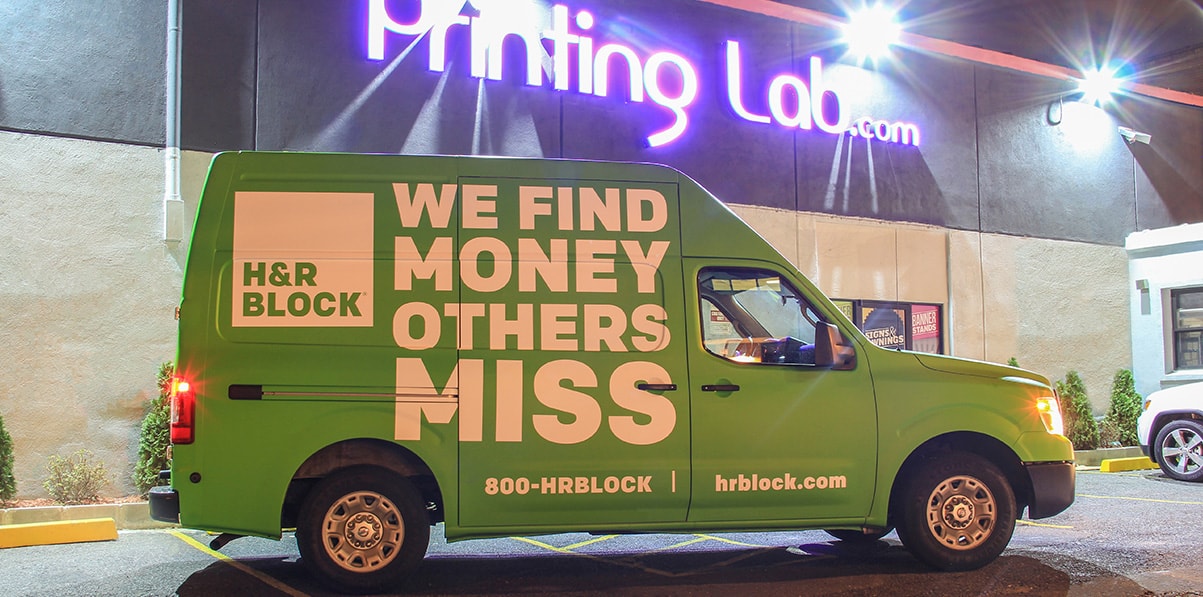 Printing Lab.com
H&R
BLOCK
WE FIND
MONEY
OTHERS
MISS
800-HRBLOCK | hrblock.com
SIGNS &
AWNINGS
BANNER
STANDS